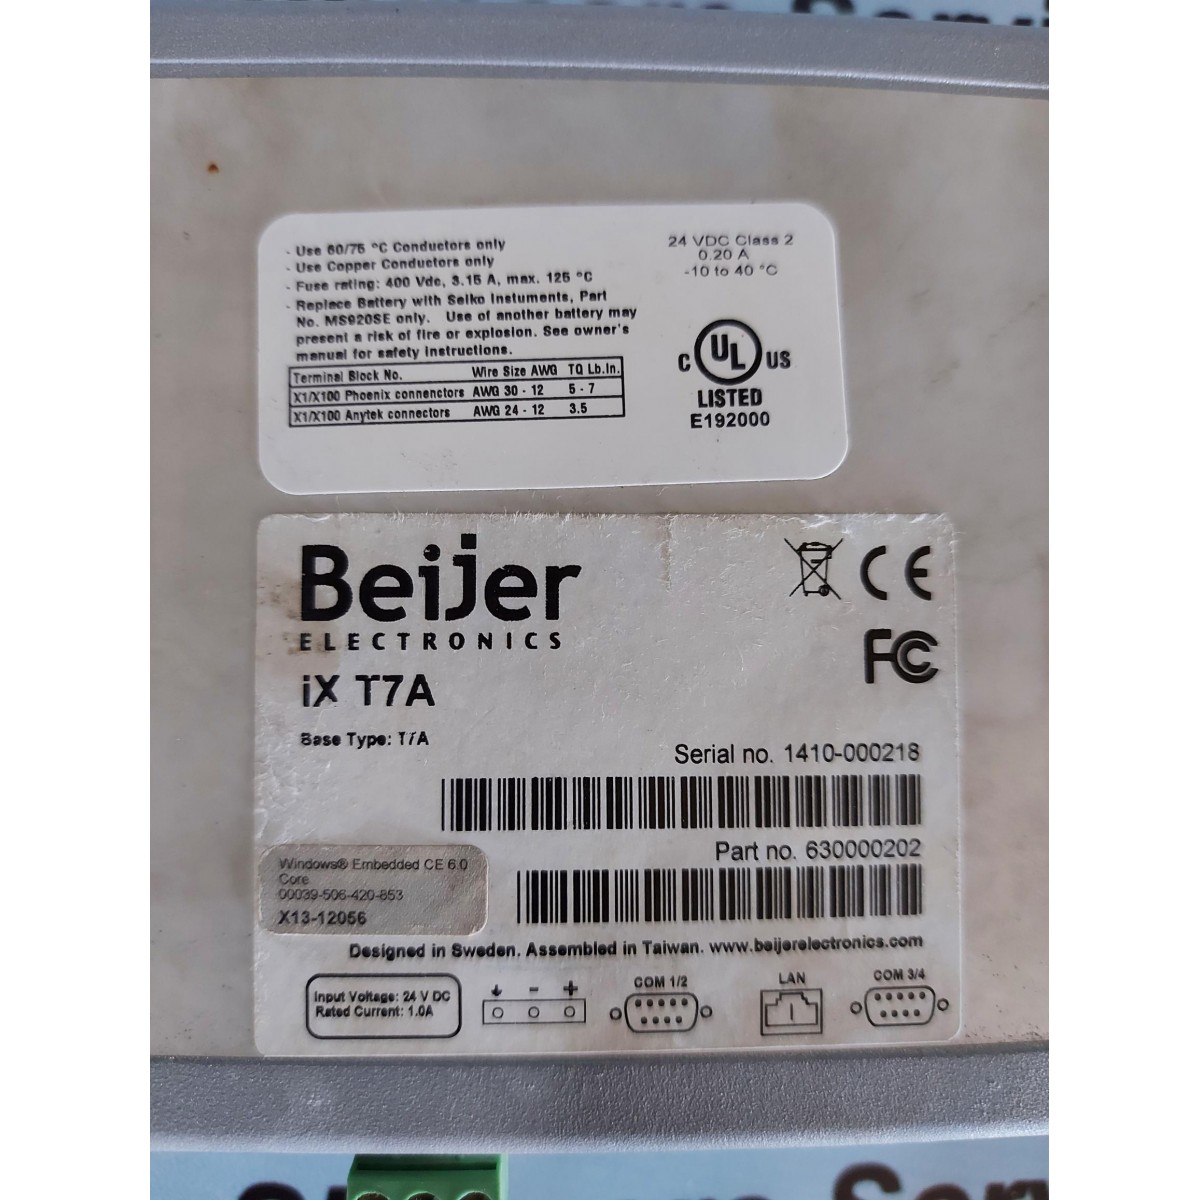 - Use 60/75 °C Conductors only
- Use Copper Conductors only
- Fuse rating: 400 Vdc, 3.15 A, max. 125 °C
- Replace Battery with Seiko Instuments, Part
No. MS920SE only. Use of another battery may
present a risk of fire or explosion. See owner's
manual for safety instructions.
Terminal Block No. Wire Size AWG TQ Lb.In.
X1/X100 Phoenix connenctors AWG 30 - 12 5 - 7
X1/X100 Anytek connectors AWG 24 - 12 3.5
24 VDC Class 2
0.20 A
-10 to 40 °C
C UL US
LISTED
E192000
Beijer
ELECTRONICS
CE
FC
iX T7A
Base Type: T7A
Serial no. 1410-000218
Part no. 630000202
Windows® Embedded CE 6.0
Core
00039-506-420-853
X13-12056
Designed in Sweden. Assembled in Taiwan. www.beijerelectronics.com
Input Voltage: 24 V DC
Rated Current: 1.0A
- +
COM 1/2
LAN
COM 3/4